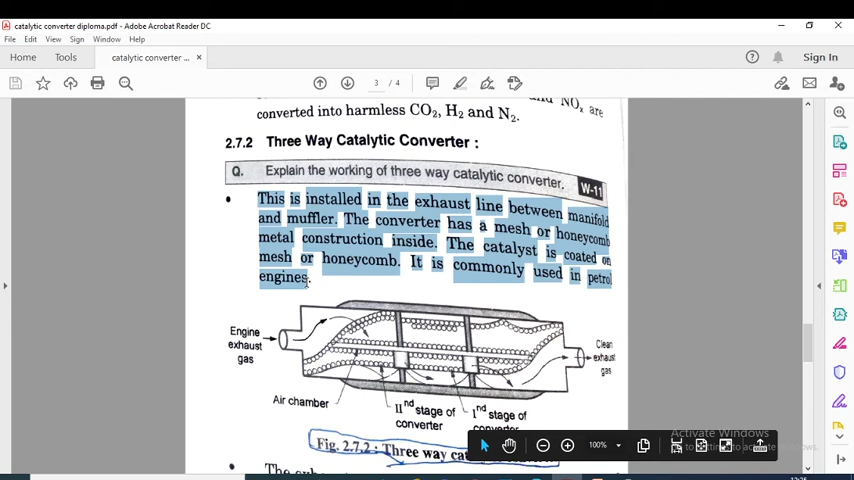 catalytic converter diploma.pdf - Adobe Acrobat Reader DC
File Edit View Sign Window Help
Home Tools catalytic converter ... × Sign In
3 / 4
and NOx are
converted into harmless CO2, H2 and N2.
2.7.2 Three Way Catalytic Converter :
Q. Explain the working of three way catalytic converter. W-11
• This is installed in the exhaust line between manifold
and muffler. The converter has a mesh or honeycomb
metal construction inside. The catalyst is coated on
mesh or honeycomb. It is commonly used in petrol
engines.
Engine
exhaust
gas
Clean
exhaust
gas
Air chamber
IInd stage of
converter
Ind stage of
converter
Activate Windows
100%
Fig. 2.7.2 : Three way